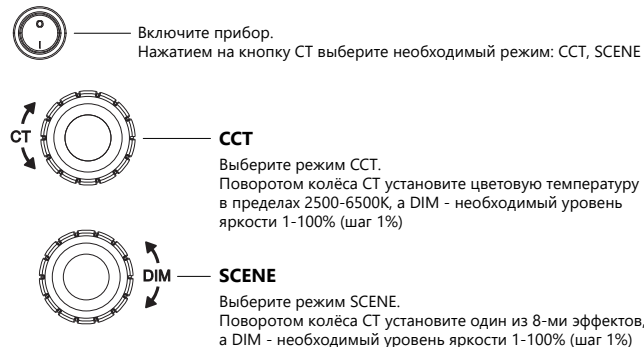 Включите прибор.
Нажатием на кнопку CT выберите необходимый режим: CCT, SCENE
CT
CCT
Выберите режим CCT.
Поворотом колёса CT установите цветовую температуру
в пределах 2500-6500K, а DIM - необходимый уровень
яркости 1-100% (шаг 1%)
DIM
SCENE
Выберите режим SCENE.
Поворотом колёса CT установите один из 8-ми эффектов,
а DIM - необходимый уровень яркости 1-100% (шаг 1%)